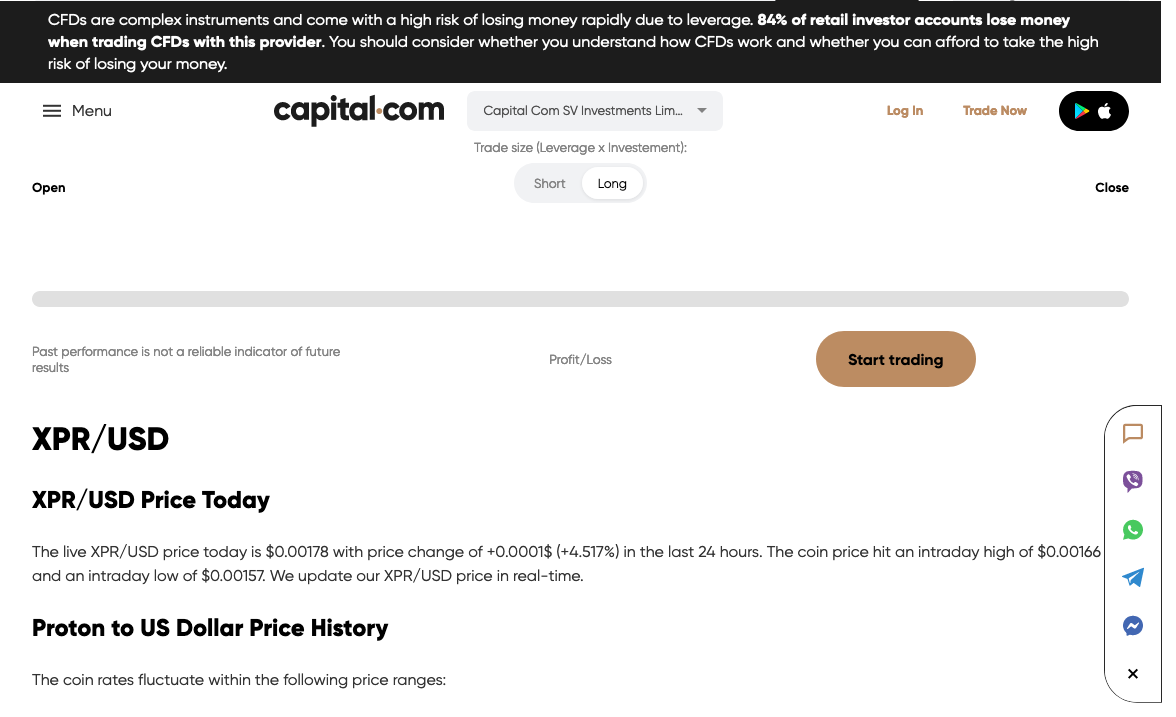 CFDs are complex instruments and come with a high risk of losing money rapidly due to leverage. 84% of retail investor accounts lose money
when trading CFDs with this provider. You should consider whether you understand how CFDs work and whether you can afford to take the high
risk of losing your money.
Menu
capital.com
Capital Com SV Investments Lim...
Log In
Trade Now
Trade size (Leverage x Investement):
Open
Short
Long
Close
Past performance is not a reliable indicator of future
results
Profit/Loss
Start trading
XPR/USD
XPR/USD Price Today
The live XPR/USD price today is $0.00178 with price change of +0.0001$ (+4.517%) in the last 24 hours. The coin price hit an intraday high of $0.00166
and an intraday low of $0.00157. We update our XPR/USD price in real-time.
Proton to US Dollar Price History
The coin rates fluctuate within the following price ranges: